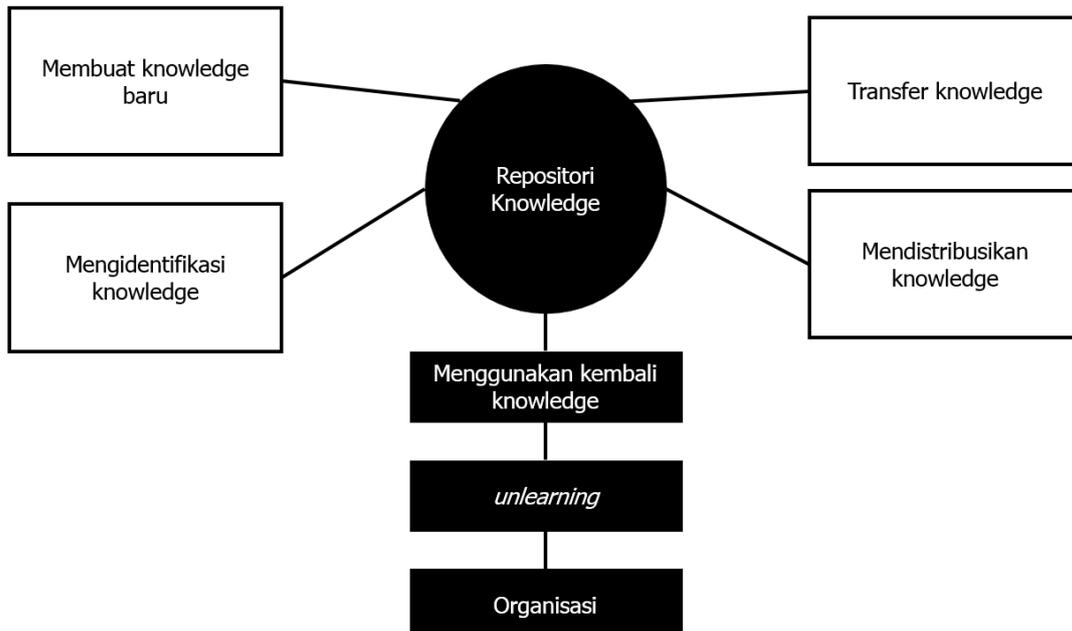 Membuat knowledge
baru
Transfer knowledge
Repositori
Knowledge
Mengidentifikasi
knowledge
Mendistribusikan
knowledge
Menggunakan kembali
knowledge
unlearning
Organisasi